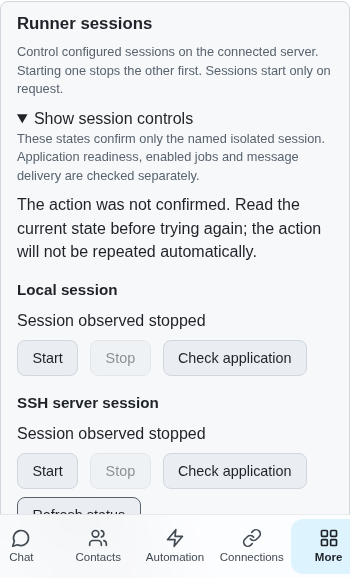 Runner sessions
Control configured sessions on the connected server.
Starting one stops the other first. Sessions start only on
request.
▼ Show session controls
These states confirm only the named isolated session.
Application readiness, enabled jobs and message
delivery are checked separately.
The action was not confirmed. Read the
current state before trying again; the action
will not be repeated automatically.
Local session
Session observed stopped
Start Stop Check application
SSH server session
Session observed stopped
Start Stop Check application
Refresh status
Chat Contacts Automation Connections More